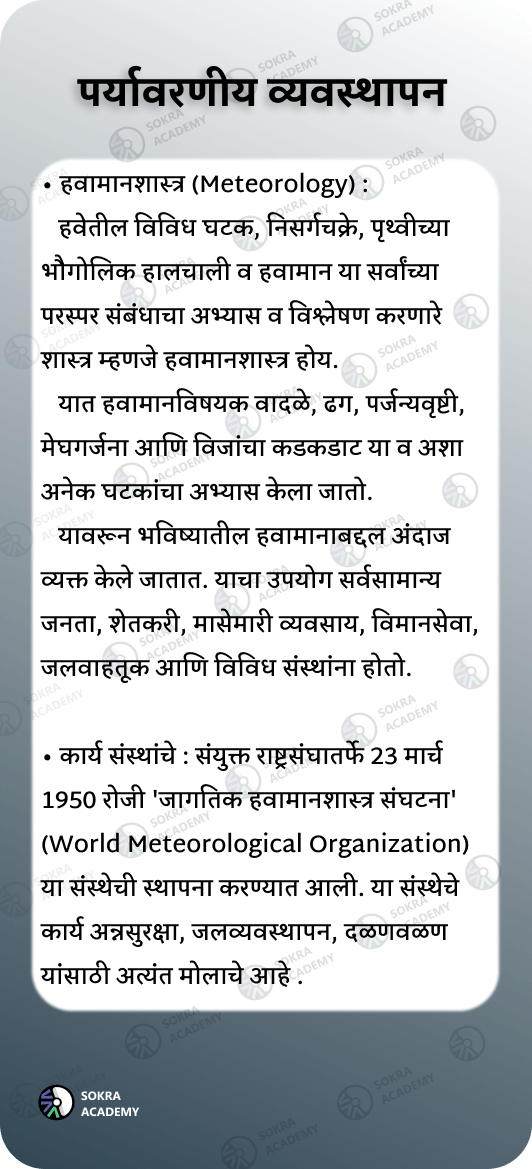 पर्यावरणीय व्यवस्थापन
• हवामानशास्त्र (Meteorology) :
हवेतील विविध घटक, निसर्गचक्रे, पृथ्वीच्या
भौगोलिक हालचाली व हवामान या सर्वांच्या
परस्पर संबंधाचा अभ्यास व विश्लेषण करणारे
शास्त्र म्हणजे हवामानशास्त्र होय.
यात हवामानविषयक वादळे, ढग, पर्जन्यवृष्टी,
मेघगर्जना आणि विजांचा कडकडाट या व अशा
अनेक घटकांचा अभ्यास केला जातो.
यावरून भविष्यातील हवामानाबद्दल अंदाज
व्यक्त केले जातात. याचा उपयोग सर्वसामान्य
जनता, शेतकरी, मासेमारी व्यवसाय, विमानसेवा,
जलवाहतूक आणि विविध संस्थांना होतो.
• कार्य संस्थांचे : संयुक्त राष्ट्रसंघातर्फे 23 मार्च
1950 रोजी 'जागतिक हवामानशास्त्र संघटना'
(World Meteorological Organization)
या संस्थेची स्थापना करण्यात आली. या संस्थेचे
कार्य अन्नसुरक्षा, जलव्यवस्थापन, दळणवळण
यांसाठी अत्यंत मोलाचे आहे .
SOKRA
ACADEMY